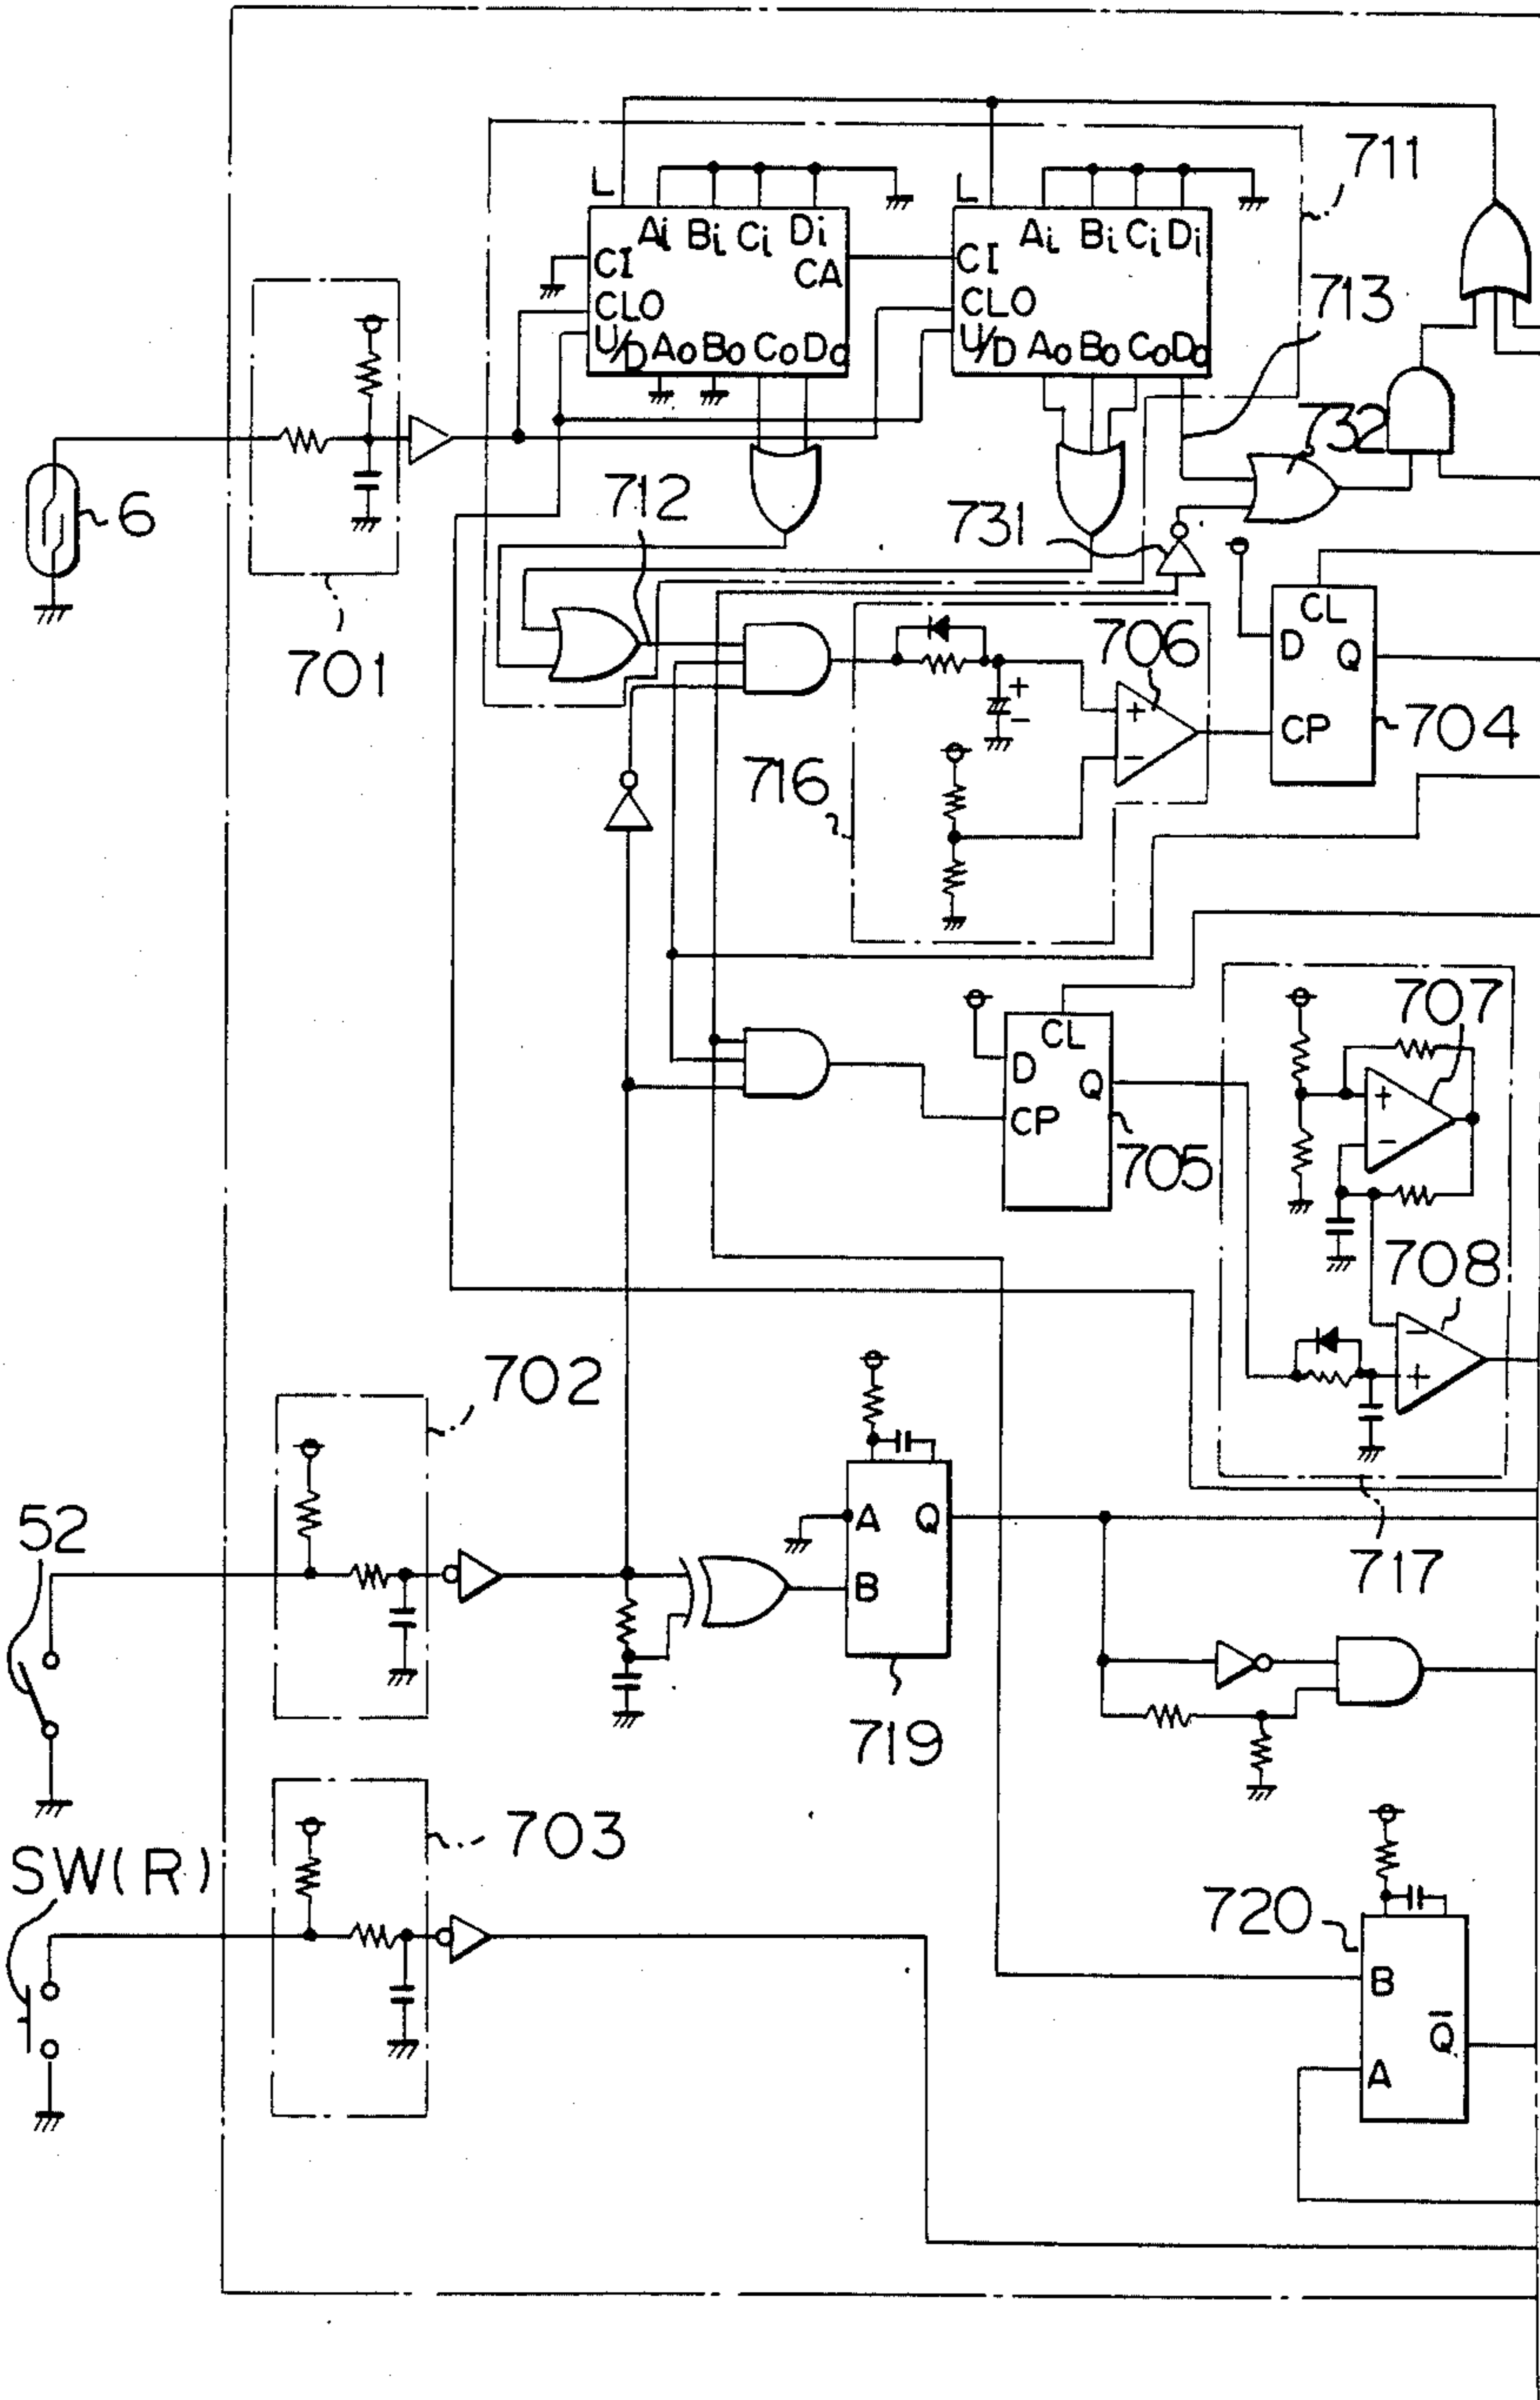 711
L
L
Ai Bi Ci Di
Ai Bi Ci Di
CI
CA
CI
CLO
CLO
713
U/D Ao Bo Co Do
U/D Ao Bo Co Do
732
712
731
6
701
706
+
+
−
−
CL
D
Q
CP
704
716
707
CL
D
Q
CP
705
+
−
708
−
+
702
717
52
A
Q
B
719
703
SW(R)
720
B
Q̅
A